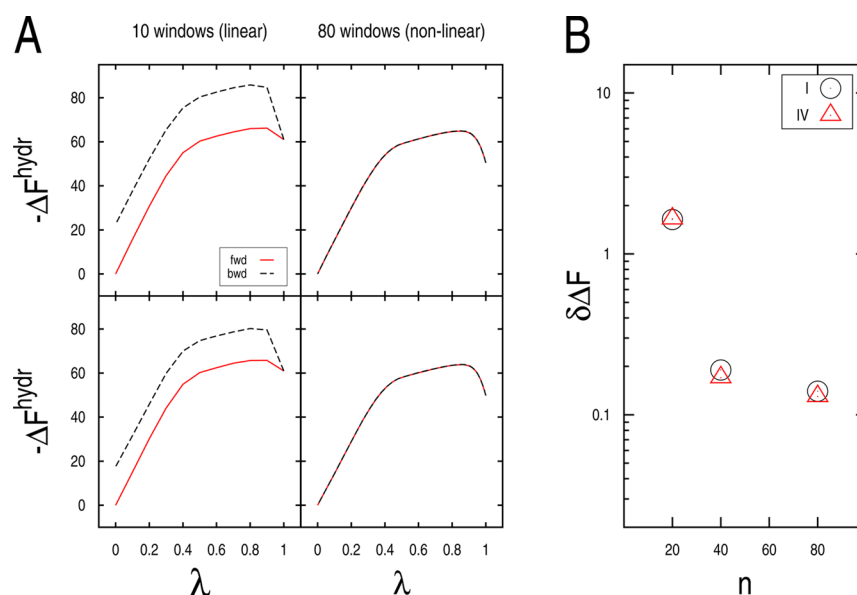 A
10 windows (linear)
80 windows (non-linear)
B
-ΔF^hydr
80
60
40
20
0
fwd
bwd
-ΔF^hydr
80
60
40
20
0
0 0.2 0.4 0.6 0.8 1
0 0.2 0.4 0.6 0.8 1
λ
λ
δΔF
10
1
0.1
I
IV
20 40 60 80
n